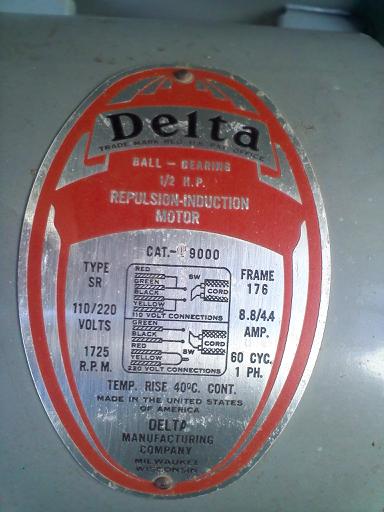 Delta
TRADE MARK REG. U.S. PAT. OFFICE
BALL - BEARING
1/2 H.P.
REPULSION-INDUCTION
MOTOR
CAT.- 9000
TYPE
SR
110/220
VOLTS
1725
R.P.M.
RED
GREEN
BLACK
YELLOW
SW
CORD
110 VOLT CONNECTIONS
GREEN
BLACK
RED
YELLOW
CORD
SW
220 VOLT CONNECTIONS
FRAME
176
8.8/4.4
AMP.
60 CYC.
1 PH.
TEMP. RISE 40°C. CONT.
MADE IN THE UNITED STATES
OF AMERICA
DELTA
MANUFACTURING
COMPANY
MILWAUKEE
WISCONSIN